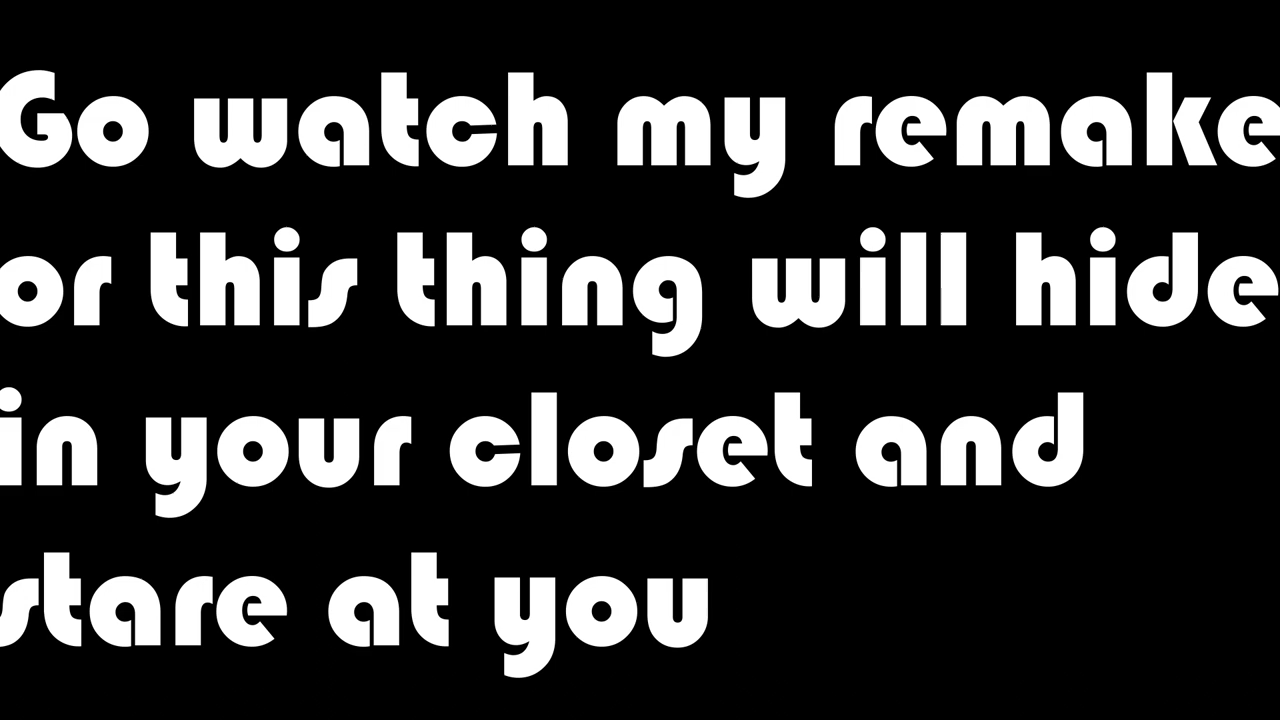 Go watch my remake
or this thing will hide
in your closet and
stare at you